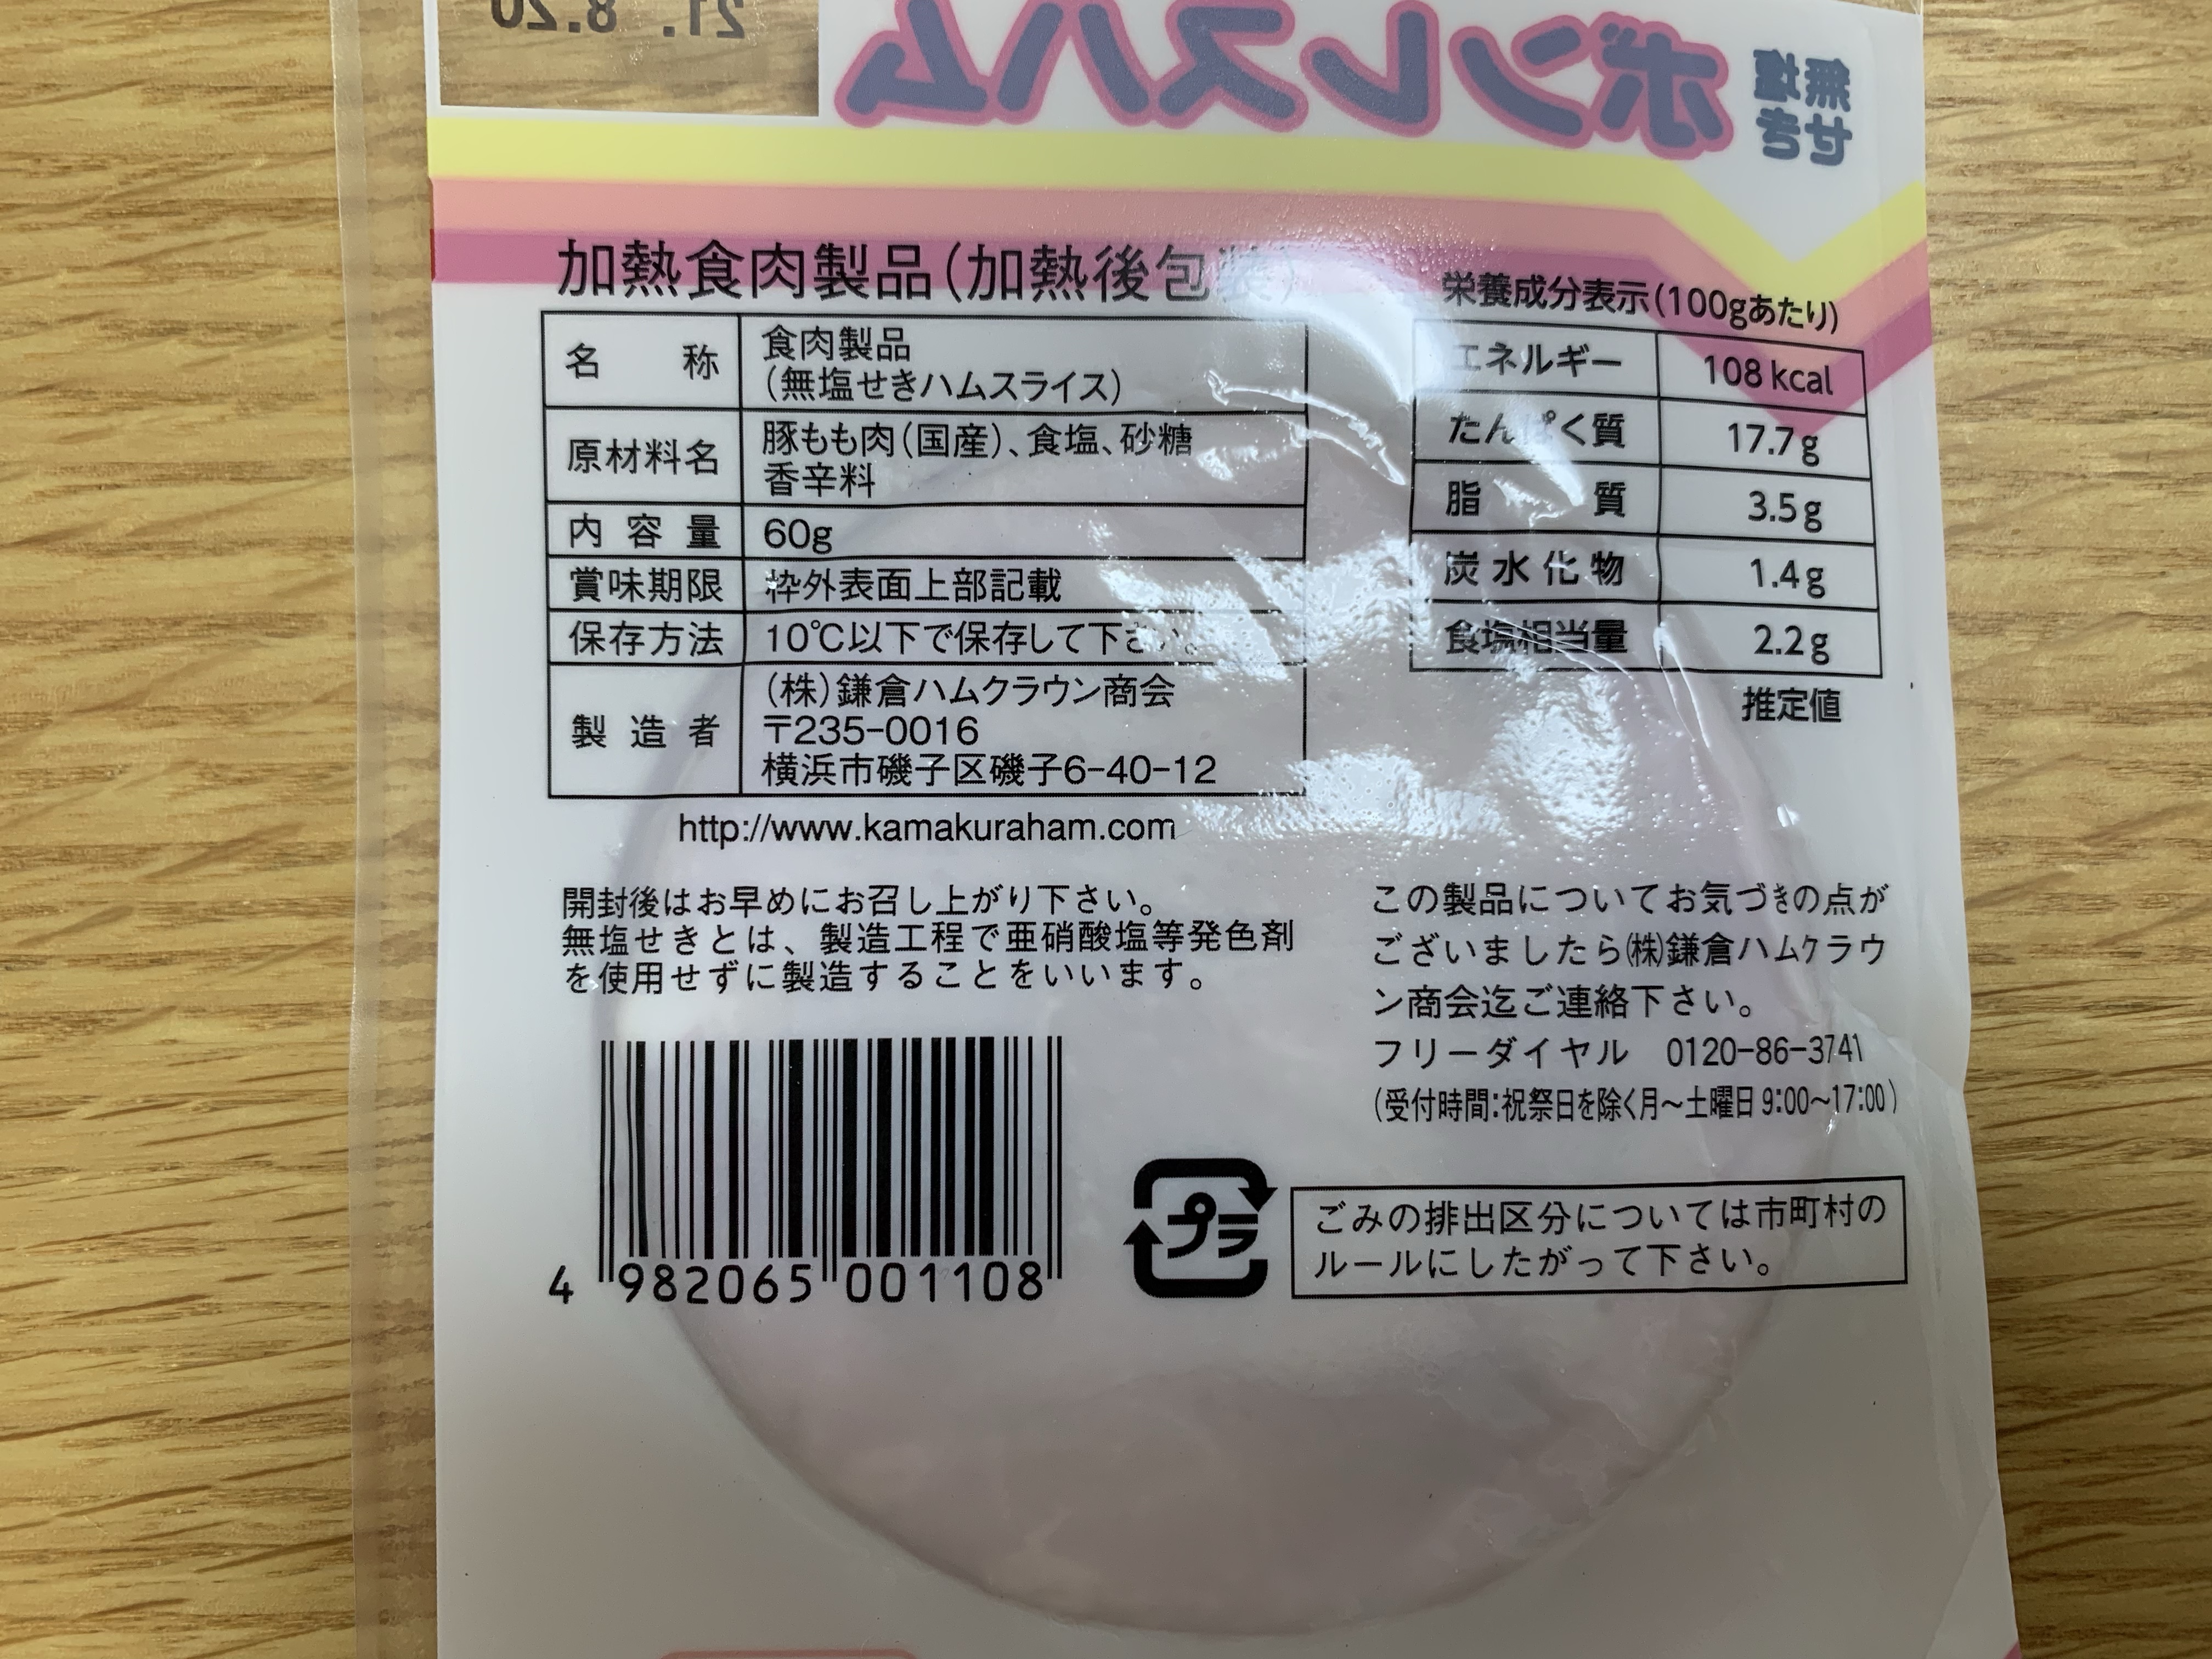 21. 8.20
ボンレスハム
無塩
せき
加熱食肉製品(加熱後包装)
名称 食肉製品
(無塩せきハムスライス)
原材料名 豚もも肉(国産)、食塩、砂糖
香辛料
内容量 60g
賞味期限 枠外表面上部記載
保存方法 10℃以下で保存して下さい。
製造者 (株)鎌倉ハムクラウン商会
〒235-0016
横浜市磯子区磯子6-40-12
http://www.kamakuraham.com
栄養成分表示(100gあたり)
エネルギー 108kcal
たんぱく質 17.7g
脂質 3.5g
炭水化物 1.4g
食塩相当量 2.2g
推定値
開封後はお早めにお召し上がり下さい。
無塩せきとは、製造工程で亜硝酸塩等発色剤
を使用せずに製造することをいいます。
この製品についてお気づきの点が
ございましたら㈱鎌倉ハムクラウ
ン商会迄ご連絡下さい。
フリーダイヤル 0120-86-3741
(受付時間:祝祭日を除く月〜土曜日 9:00〜17:00)
4 982065 001108
プラ
ごみの排出区分については市町村の
ルールにしたがって下さい。